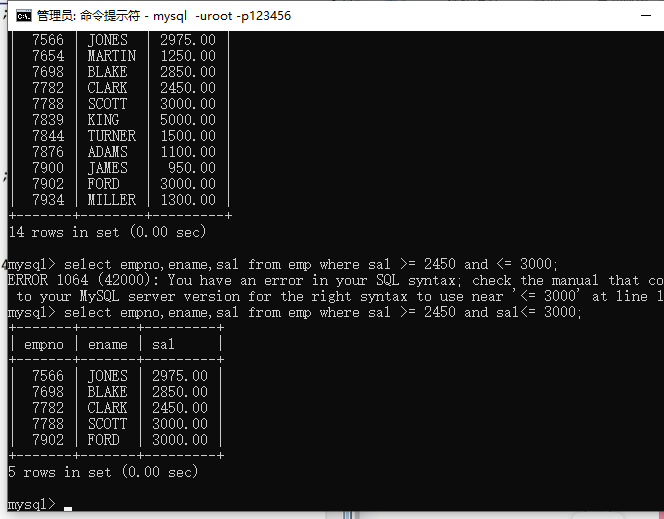 管理员: 命令提示符 - mysql  -uroot -p123456
|  7566 | JONES  | 2975.00 |
|  7654 | MARTIN | 1250.00 |
|  7698 | BLAKE  | 2850.00 |
|  7782 | CLARK  | 2450.00 |
|  7788 | SCOTT  | 3000.00 |
|  7839 | KING   | 5000.00 |
|  7844 | TURNER | 1500.00 |
|  7876 | ADAMS  | 1100.00 |
|  7900 | JAMES  |  950.00 |
|  7902 | FORD   | 3000.00 |
|  7934 | MILLER | 1300.00 |
+-------+--------+---------+
14 rows in set (0.00 sec)
mysql> select empno,ename,sal from emp where sal >= 2450 and <= 3000;
ERROR 1064 (42000): You have an error in your SQL syntax; check the manual that co
 to your MySQL server version for the right syntax to use near '<= 3000' at line 1
mysql> select empno,ename,sal from emp where sal >= 2450 and sal<= 3000;
+-------+-------+---------+
| empno | ename | sal     |
+-------+-------+---------+
|  7566 | JONES | 2975.00 |
|  7698 | BLAKE | 2850.00 |
|  7782 | CLARK | 2450.00 |
|  7788 | SCOTT | 3000.00 |
|  7902 | FORD  | 3000.00 |
+-------+-------+---------+
5 rows in set (0.00 sec)
mysql>